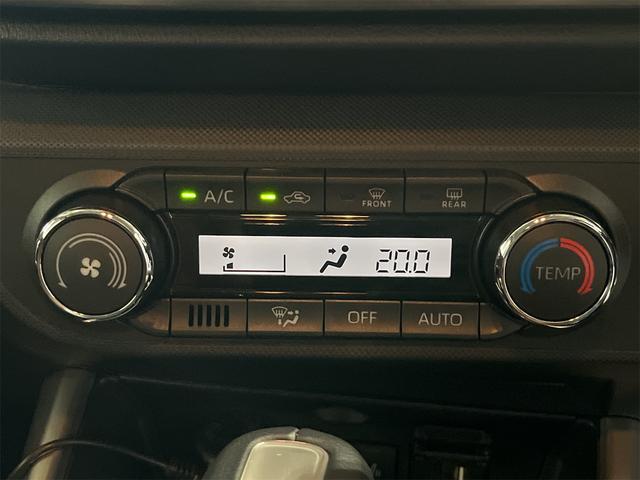 A/C
FRONT
REAR
20.0
TEMP
OFF
AUTO